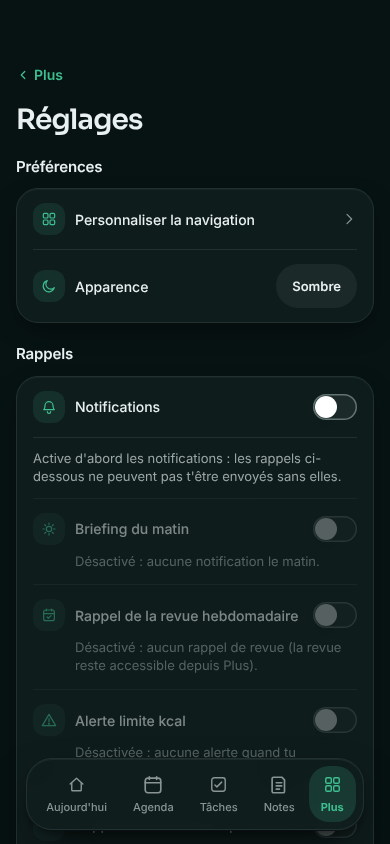 Plus
Réglages
Préférences
Personnaliser la navigation
Apparence
Sombre
Rappels
Notifications
Active d'abord les notifications : les rappels ci-
dessous ne peuvent pas t'être envoyés sans elles.
Briefing du matin
Désactivé : aucune notification le matin.
Rappel de la revue hebdomadaire
Désactivé : aucun rappel de revue (la revue
reste accessible depuis Plus).
Alerte limite kcal
Désactivée : aucune alerte quand tu
Aujourd'hui
Agenda
Tâches
Notes
Plus